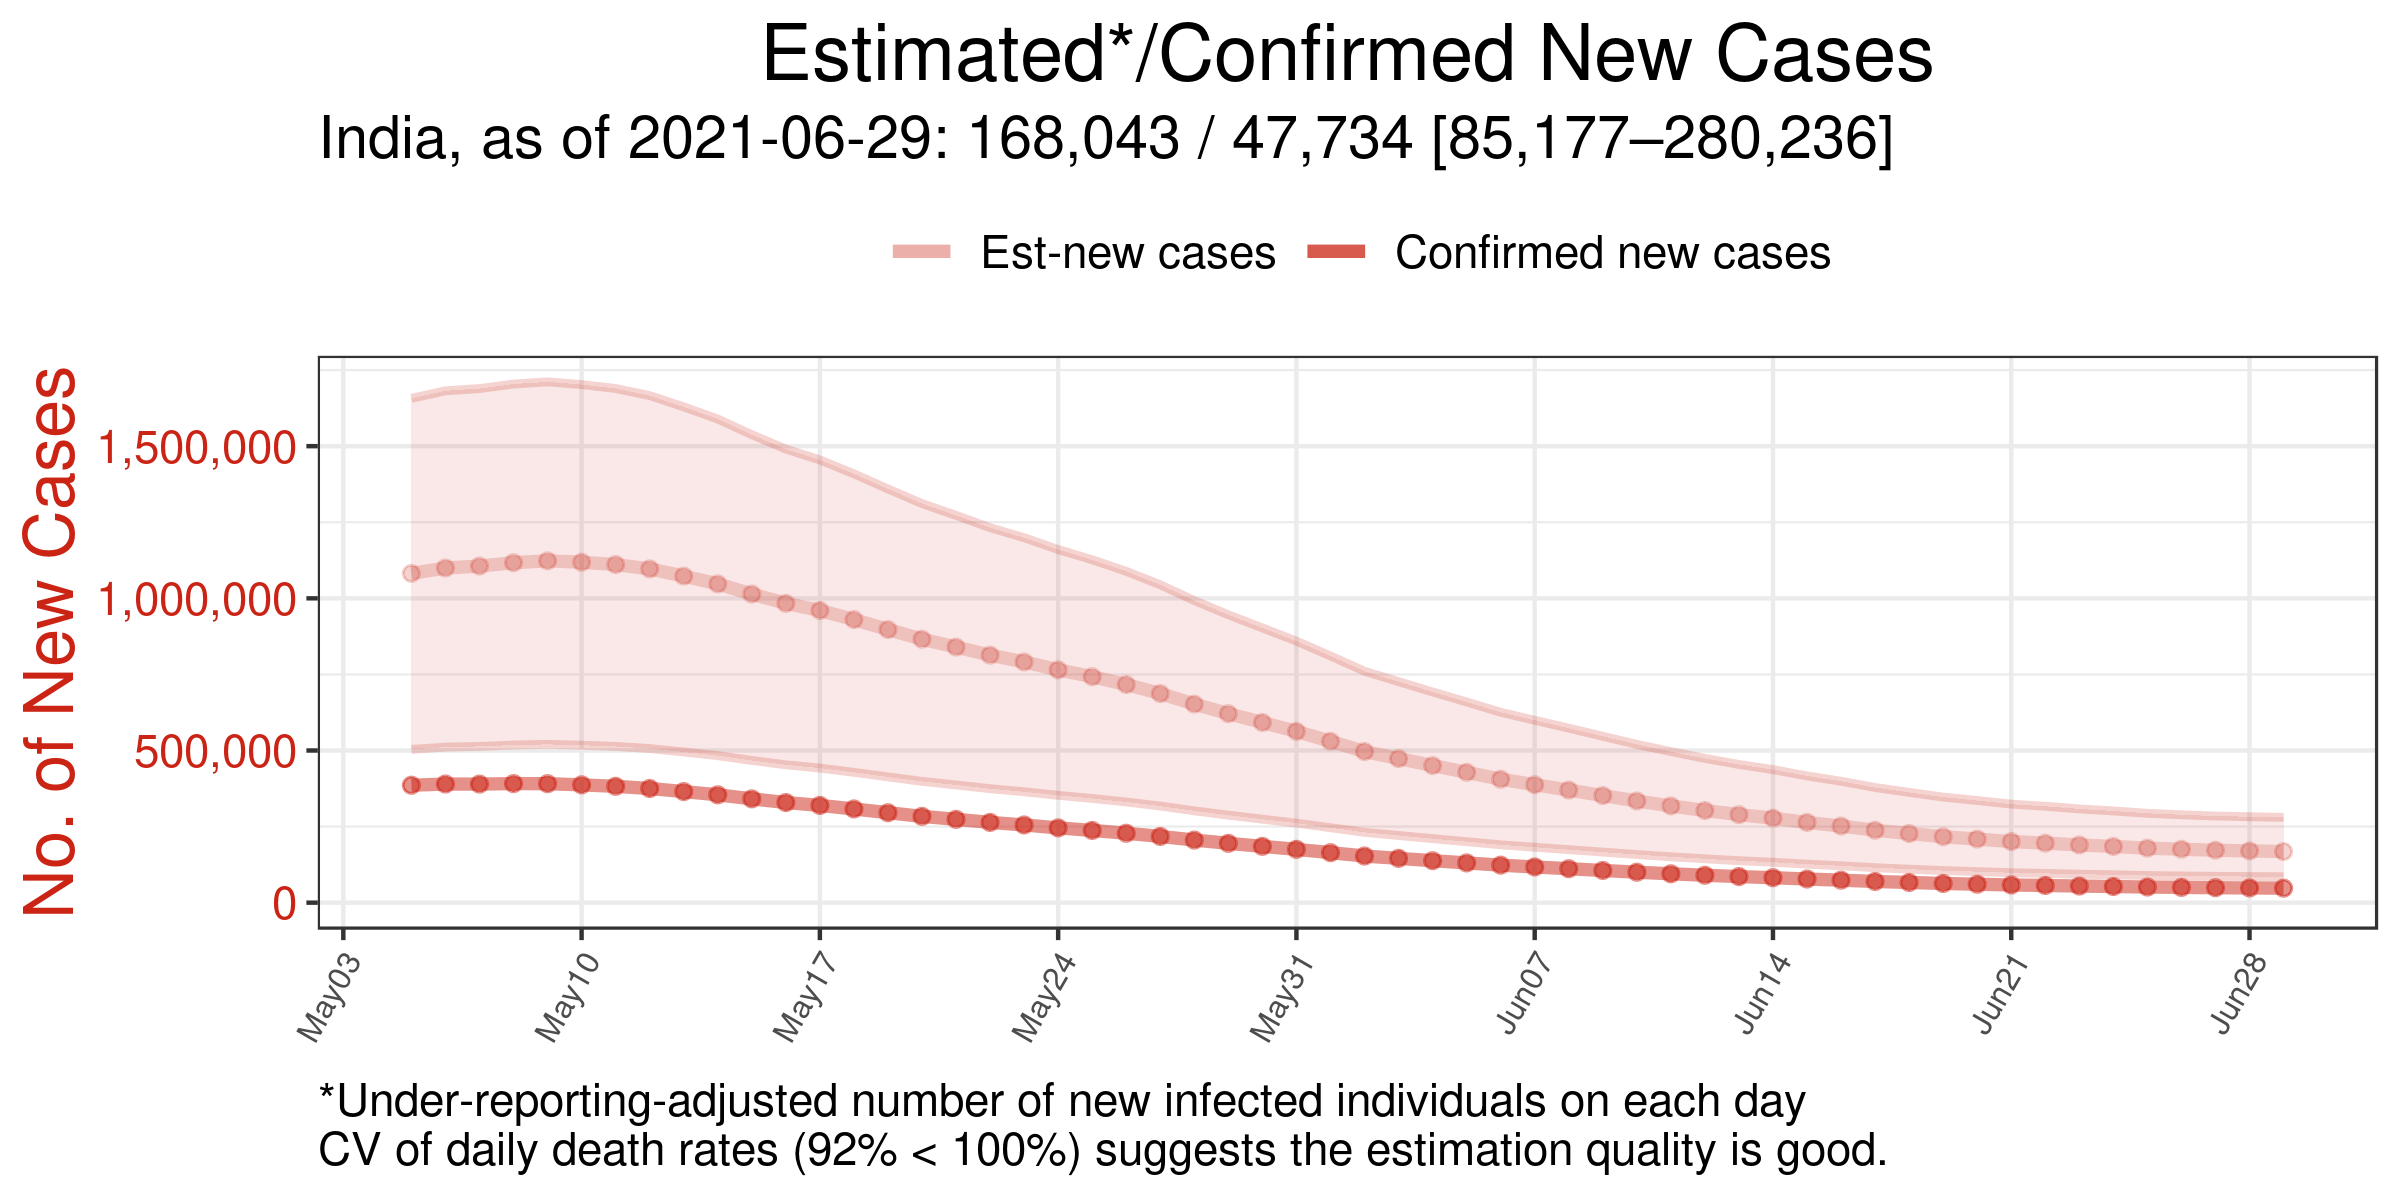 Estimated*/Confirmed New Cases
India, as of 2021-06-29: 168,043 / 47,734 [85,177–280,236]
Est-new cases Confirmed new cases
No. of New Cases
1,500,000
1,000,000
500,000
0
May03 May10 May17 May24 May31 Jun07 Jun14 Jun21 Jun28
*Under-reporting-adjusted number of new infected individuals on each day
CV of daily death rates (92% < 100%) suggests the estimation quality is good.